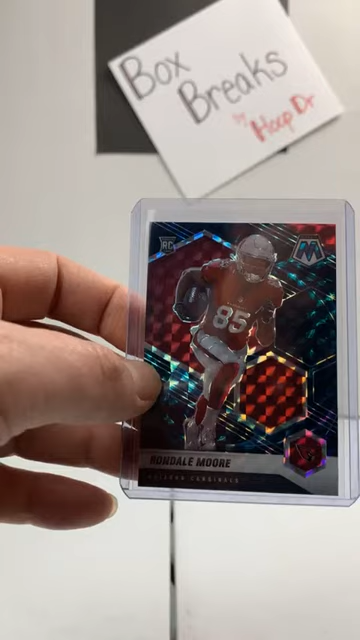 Box
Breaks
by Hoop Dr
RC
M
85
RONDALE MOORE
ARIZONA CARDINALS